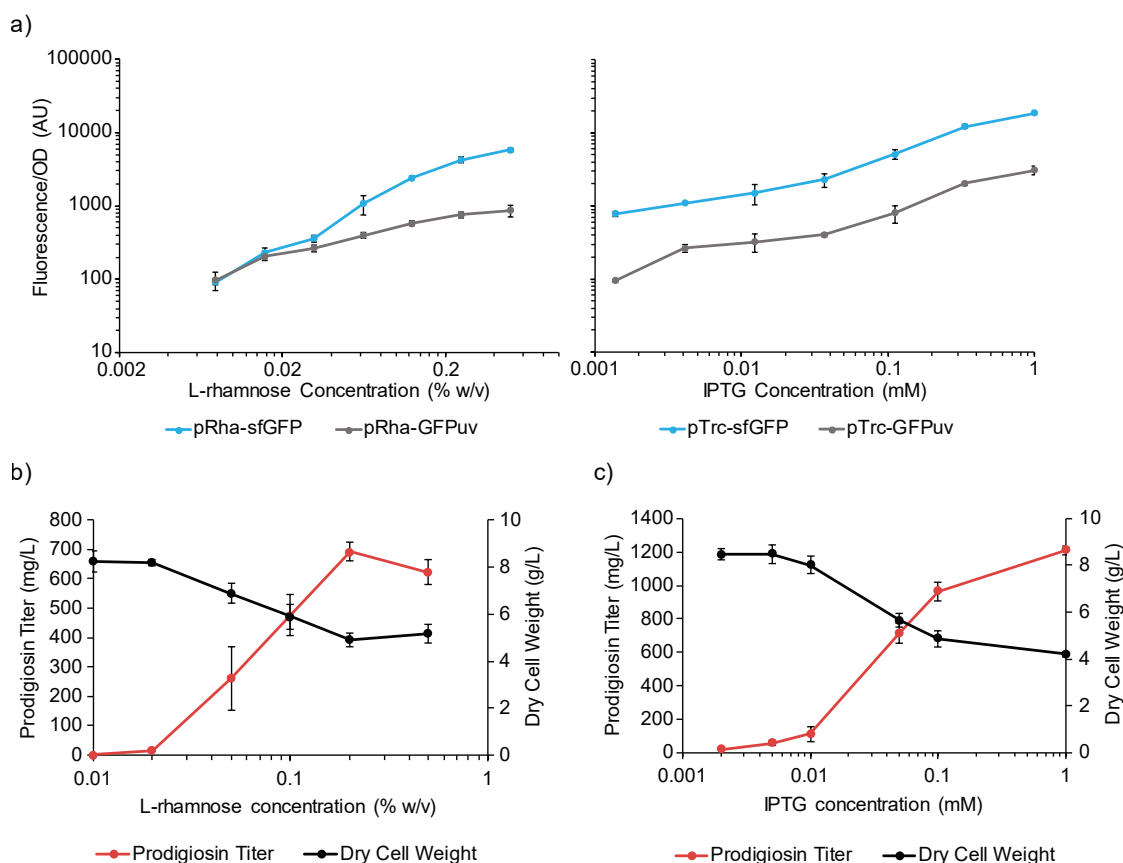 a)
Fluorescence/OD (AU)
100000
10000
1000
100
10
0.002
0.02
0.2
L-rhamnose Concentration (% w/v)
pRha-sfGFP
pRha-GFPuv
0.001
0.01
0.1
1
IPTG Concentration (mM)
pTrc-sfGFP
pTrc-GFPuv
b)
Prodigiosin Titer (mg/L)
800
700
600
500
400
300
200
100
0
10
8
6
4
2
0
Dry Cell Weight (g/L)
0.01
0.1
1
L-rhamnose concentration (% w/v)
Prodigiosin Titer
Dry Cell Weight
c)
Prodigiosin Titer (mg/L)
1400
1200
1000
800
600
400
200
0
10
8
6
4
2
0
Dry Cell Weight (g/L)
0.001
0.01
0.1
1
IPTG concentration (mM)
Prodigiosin Titer
Dry Cell Weight